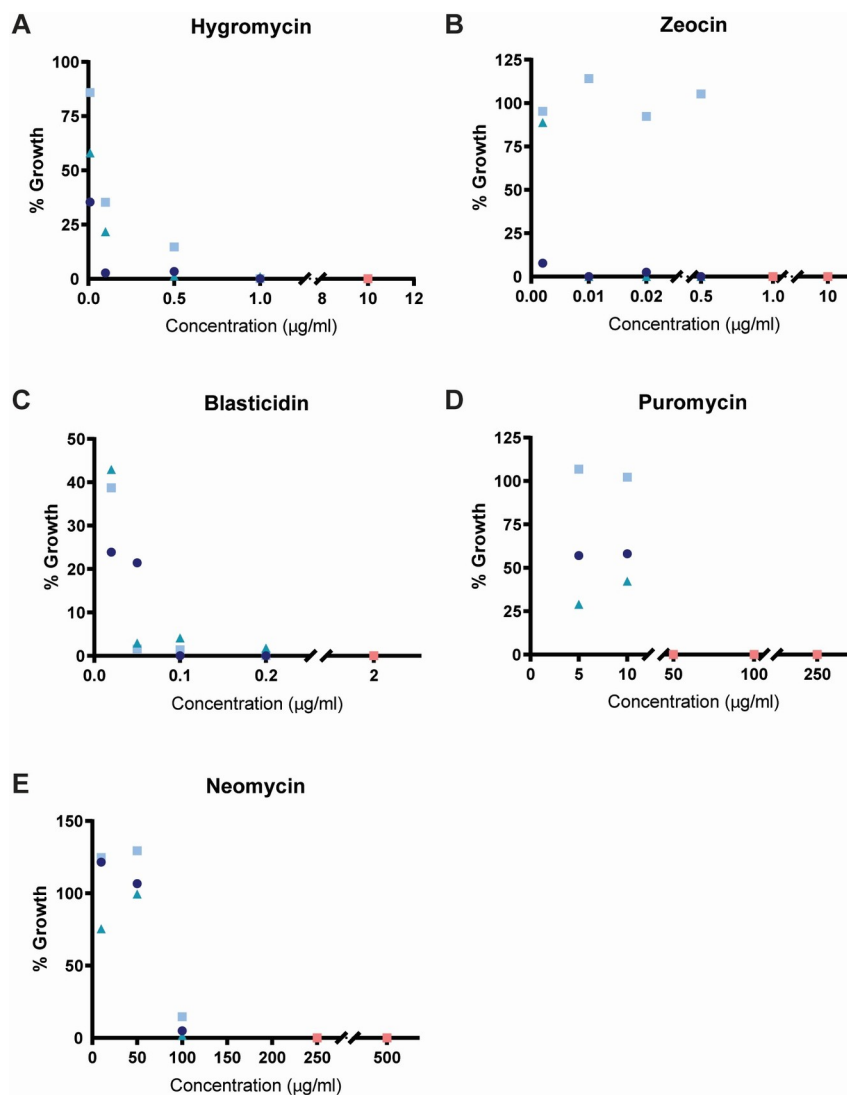 A
Hygromycin
100
75
50
25
0
% Growth
0.0 0.5 1.0 8 10 12
Concentration (µg/ml)
B
Zeocin
125
100
75
50
25
0
% Growth
0.00 0.01 0.02 0.5 1.0 10
Concentration (µg/ml)
C
Blasticidin
50
40
30
20
10
0
% Growth
0.0 0.1 0.2 2
Concentration (µg/ml)
D
Puromycin
125
100
75
50
25
0
% Growth
0 5 10 50 100 250
Concentration (µg/ml)
E
Neomycin
150
100
50
0
% Growth
0 50 100 150 200 250 500
Concentration (µg/ml)